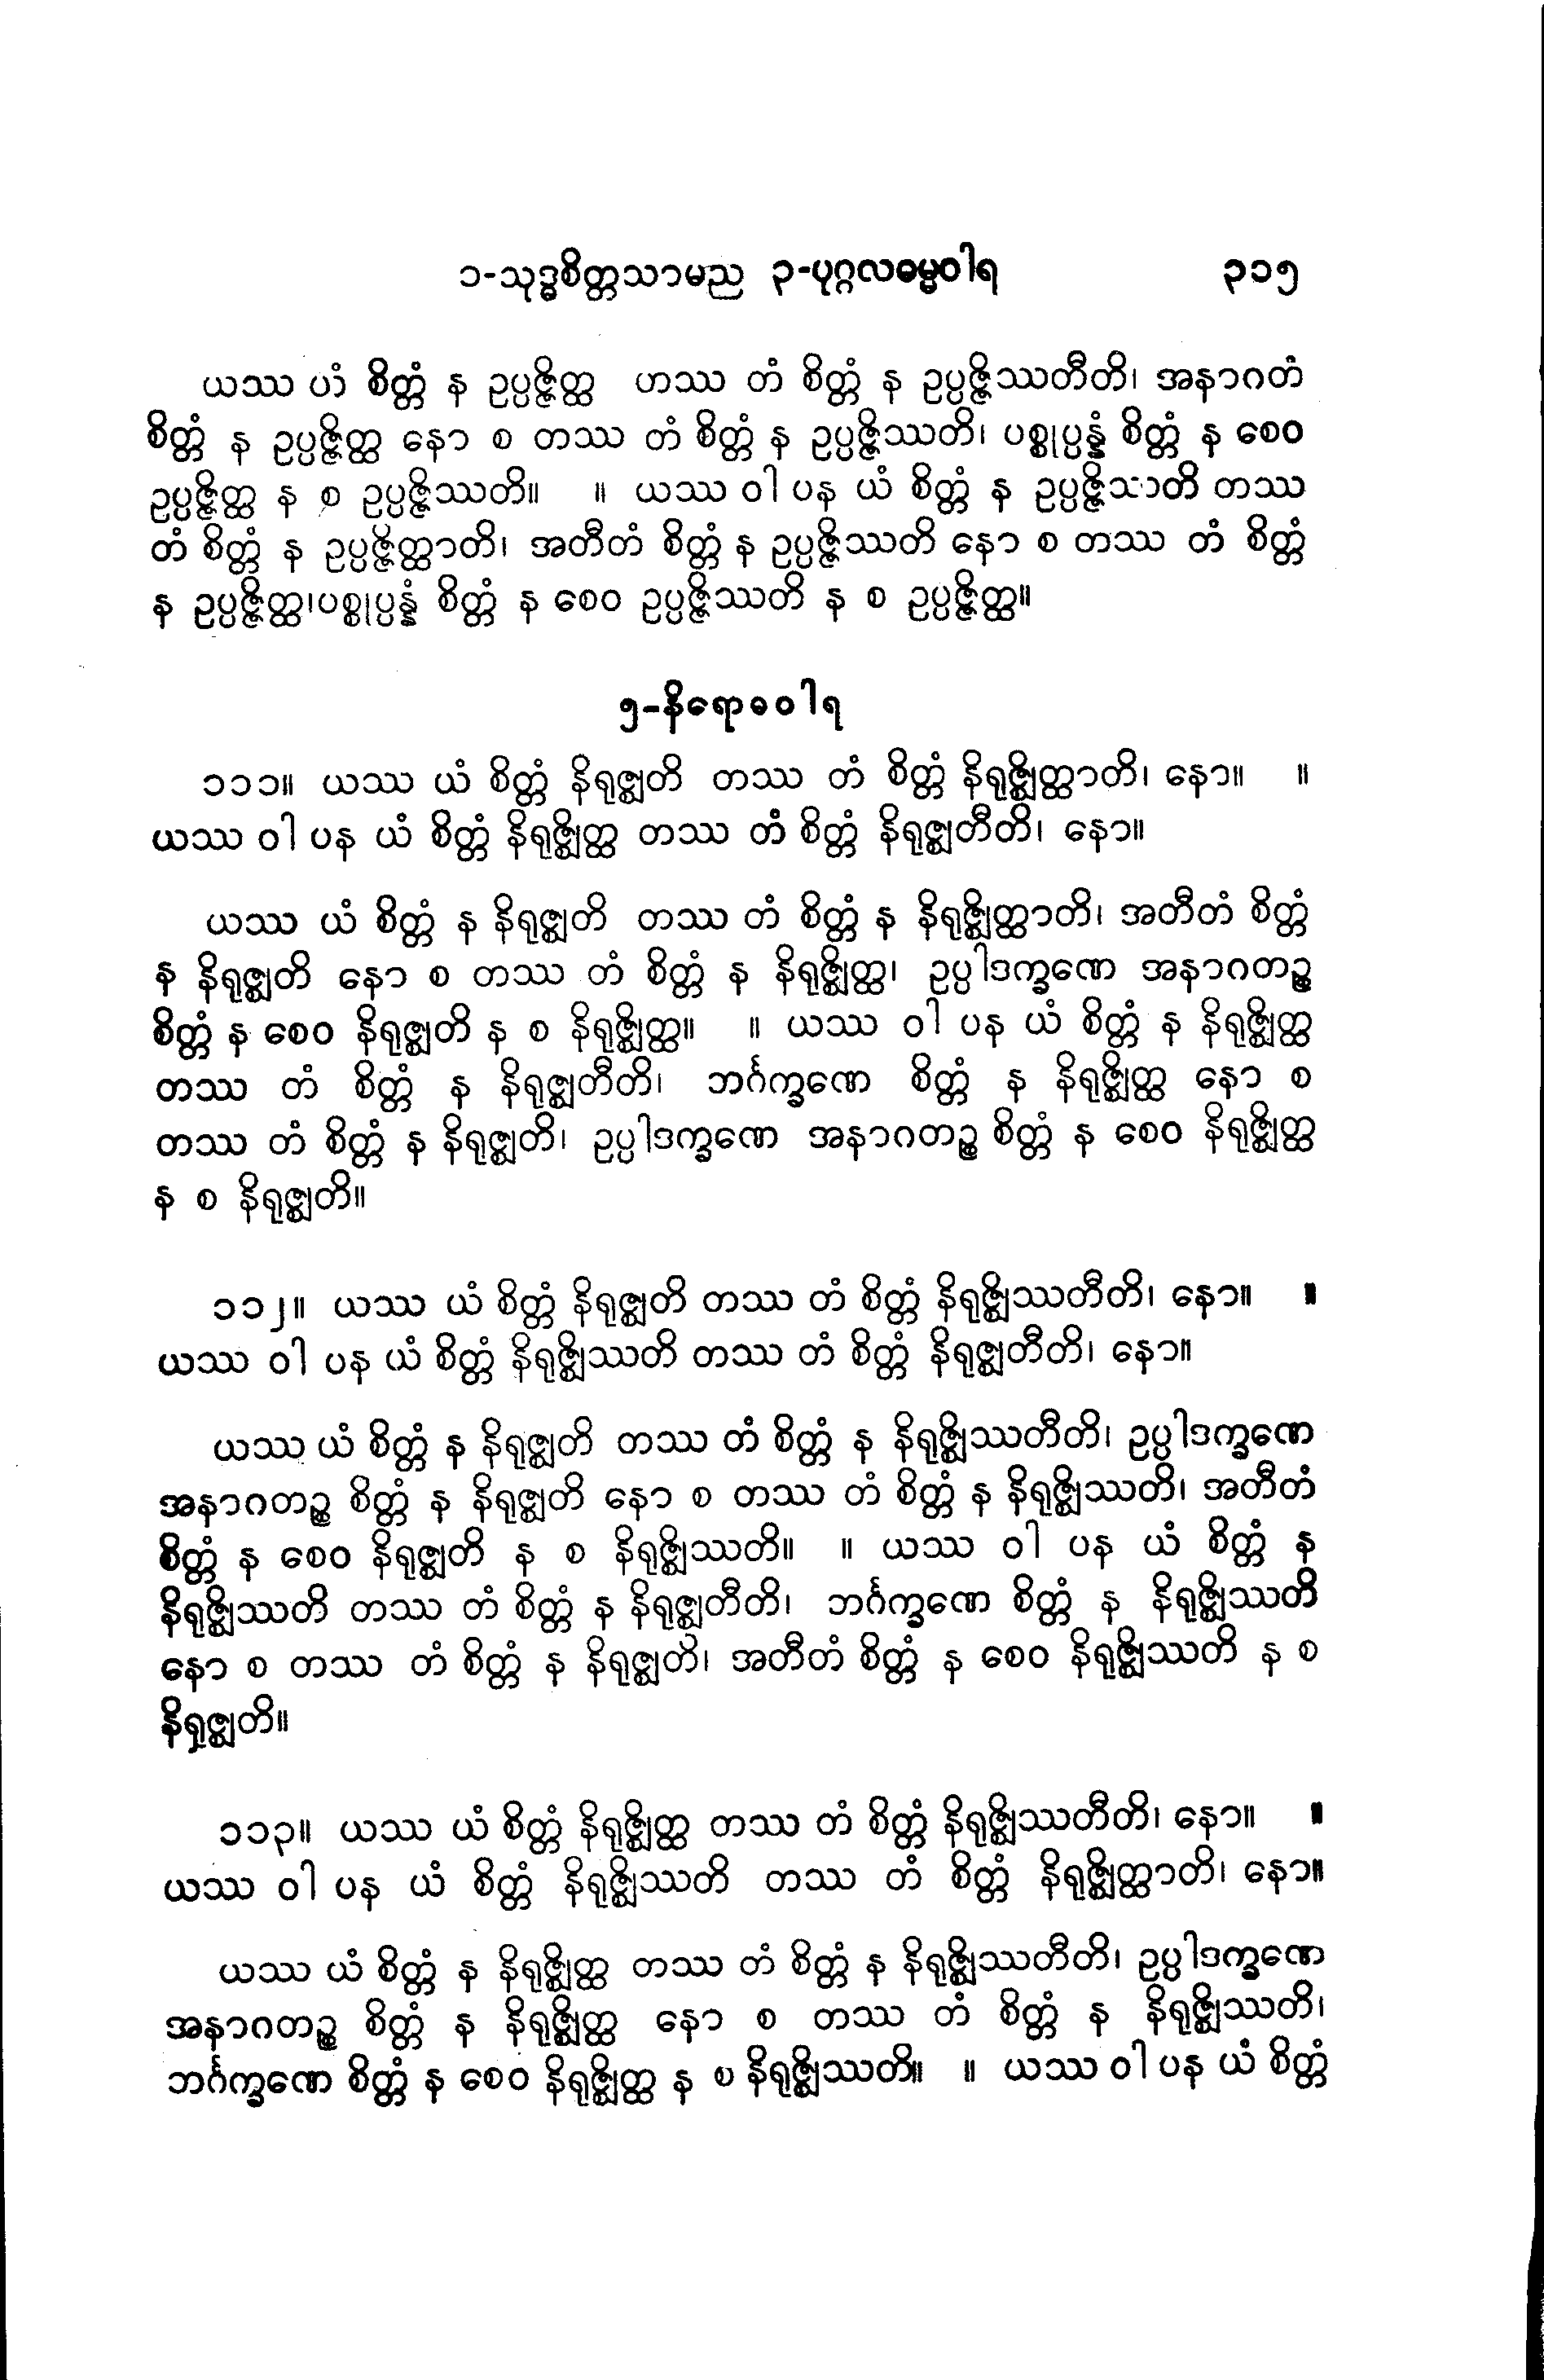 ၁-သုဒ္ဓစိတ္တသာမည ၃-ပုဂ္ဂလဓမ္မဝါရ ၃၁၅
ယဿ ယံ စိတ္တံ န ဥပ္ပဇ္ဇိတ္ထ တဿ တံ စိတ္တံ န ဥပ္ပဇ္ဇိဿတီတိ၊ အနာဂတံ
စိတ္တံ န ဥပ္ပဇ္ဇိတ္ထ နော စ တဿ တံ စိတ္တံ န ဥပ္ပဇ္ဇိဿတိ၊ ပစ္စုပ္ပန္နံ စိတ္တံ န စေဝ
ဥပ္ပဇ္ဇိတ္ထ န စ ဥပ္ပဇ္ဇိဿတိ။ ။ ယဿ ဝါ ပန ယံ စိတ္တံ န ဥပ္ပဇ္ဇိဿတိ တဿ
တံ စိတ္တံ န ဥပ္ပဇ္ဇိတ္ထာတိ၊ အတီတံ စိတ္တံ န ဥပ္ပဇ္ဇိဿတိ နော စ တဿ တံ စိတ္တံ
န ဥပ္ပဇ္ဇိတ္ထ၊ပစ္စုပ္ပန္နံ စိတ္တံ န စေဝ ဥပ္ပဇ္ဇိဿတိ န စ ဥပ္ပဇ္ဇိတ္ထ။
၅-နိရောဓဝါရ
၁၁၁။ ယဿ ယံ စိတ္တံ နိရုဇ္ဈတိ တဿ တံ စိတ္တံ နိရုဇ္ဈိတ္ထာတိ၊ နော။ ။
ယဿ ဝါ ပန ယံ စိတ္တံ နိရုဇ္ဈိတ္ထ တဿ တံ စိတ္တံ နိရုဇ္ဈတီတိ၊ နော။
ယဿ ယံ စိတ္တံ န နိရုဇ္ဈတိ တဿ တံ စိတ္တံ န နိရုဇ္ဈိတ္ထာတိ၊ အတီတံ စိတ္တံ
န နိရုဇ္ဈတိ နော စ တဿ တံ စိတ္တံ န နိရုဇ္ဈိတ္ထ၊ ဥပ္ပါဒက္ခဏေ အနာဂတဉ္စ
စိတ္တံ န စေဝ နိရုဇ္ဈတိ န စ နိရုဇ္ဈိတ္ထ။ ။ ယဿ ဝါ ပန ယံ စိတ္တံ န နိရုဇ္ဈိတ္ထ
တဿ တံ စိတ္တံ န နိရုဇ္ဈတီတိ၊ ဘင်္ဂက္ခဏေ စိတ္တံ န နိရုဇ္ဈိတ္ထ နော စ
တဿ တံ စိတ္တံ န နိရုဇ္ဈတိ၊ ဥပ္ပါဒက္ခဏေ အနာဂတဉ္စ စိတ္တံ န စေဝ နိရုဇ္ဈိတ္ထ
န စ နိရုဇ္ဈတိ။
၁၁၂။ ယဿ ယံ စိတ္တံ နိရုဇ္ဈတိ တဿ တံ စိတ္တံ နိရုဇ္ဈိဿတီတိ၊ နော။ ။
ယဿ ဝါ ပန ယံ စိတ္တံ နိရုဇ္ဈိဿတိ တဿ တံ စိတ္တံ နိရုဇ္ဈတီတိ၊ နော။
ယဿ ယံ စိတ္တံ န နိရုဇ္ဈတိ တဿ တံ စိတ္တံ န နိရုဇ္ဈိဿတီတိ၊ ဥပ္ပါဒက္ခဏေ
အနာဂတဉ္စ စိတ္တံ န နိရုဇ္ဈတိ နော စ တဿ တံ စိတ္တံ န နိရုဇ္ဈိဿတိ၊ အတီတံ
စိတ္တံ န စေဝ နိရုဇ္ဈတိ န စ နိရုဇ္ဈိဿတိ။ ။ ယဿ ဝါ ပန ယံ စိတ္တံ န
နိရုဇ္ဈိဿတိ တဿ တံ စိတ္တံ န နိရုဇ္ဈတီတိ၊ ဘင်္ဂက္ခဏေ စိတ္တံ န နိရုဇ္ဈိဿတိ
နော စ တဿ တံ စိတ္တံ န နိရုဇ္ဈတိ၊ အတီတံ စိတ္တံ န စေဝ နိရုဇ္ဈိဿတိ န စ
နိရုဇ္ဈတိ။
၁၁၃။ ယဿ ယံ စိတ္တံ နိရုဇ္ဈိတ္ထ တဿ တံ စိတ္တံ နိရုဇ္ဈိဿတီတိ၊ နော။ ။
ယဿ ဝါ ပန ယံ စိတ္တံ နိရုဇ္ဈိဿတိ တဿ တံ စိတ္တံ နိရုဇ္ဈိတ္ထာတိ၊ နော။
ယဿ ယံ စိတ္တံ န နိရုဇ္ဈိတ္ထ တဿ တံ စိတ္တံ န နိရုဇ္ဈိဿတီတိ၊ ဥပ္ပါဒက္ခဏေ
အနာဂတဉ္စ စိတ္တံ န နိရုဇ္ဈိတ္ထ နော စ တဿ တံ စိတ္တံ န နိရုဇ္ဈိဿတိ၊
ဘင်္ဂက္ခဏေ စိတ္တံ န စေဝ နိရုဇ္ဈိတ္ထ န စ နိရုဇ္ဈိဿတိ။ ။ ယဿ ဝါ ပန ယံ စိတ္တံ